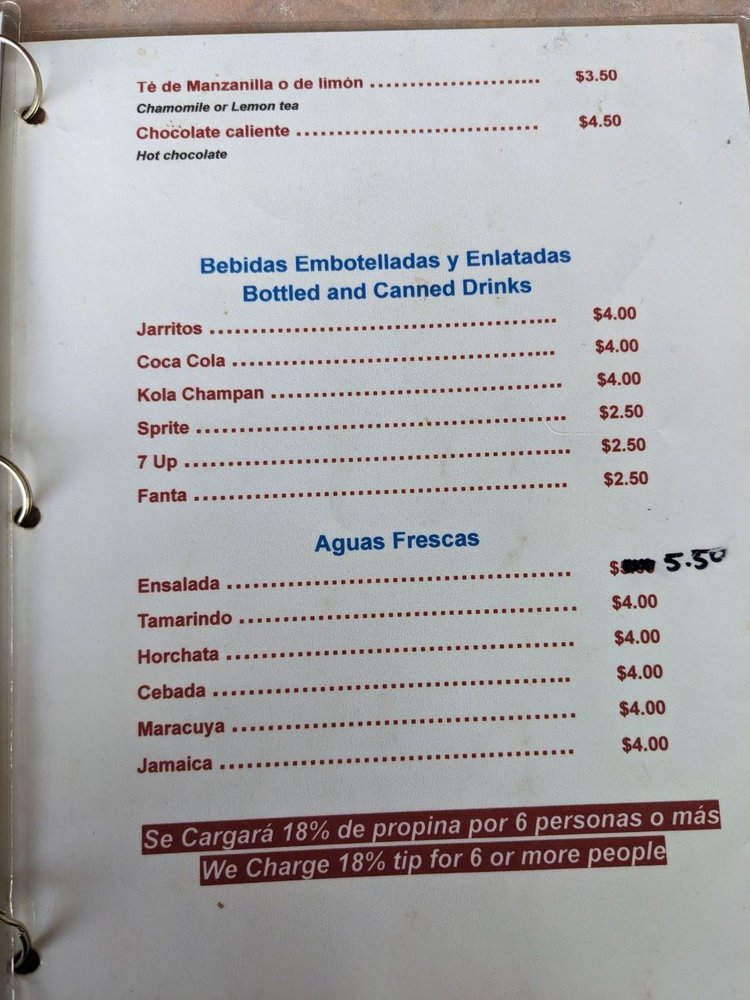 Té de Manzanilla o de limón ........................ $3.50
Chamomile or Lemon tea
Chocolate caliente .................................. $4.50
Hot chocolate
Bebidas Embotelladas y Enlatadas
Bottled and Canned Drinks
Jarritos ................................................ $4.00
Coca Cola ............................................. $4.00
Kola Champan ........................................ $4.00
Sprite .................................................. $2.50
7 Up .................................................... $2.50
Fanta ................................................... $2.50
Aguas Frescas
Ensalada ............................................... $ 5.50
Tamarindo ............................................. $4.00
Horchata ............................................... $4.00
Cebada ................................................. $4.00
Maracuya .............................................. $4.00
Jamaica ................................................ $4.00
Se Cargará 18% de propina por 6 personas o más
We Charge 18% tip for 6 or more people